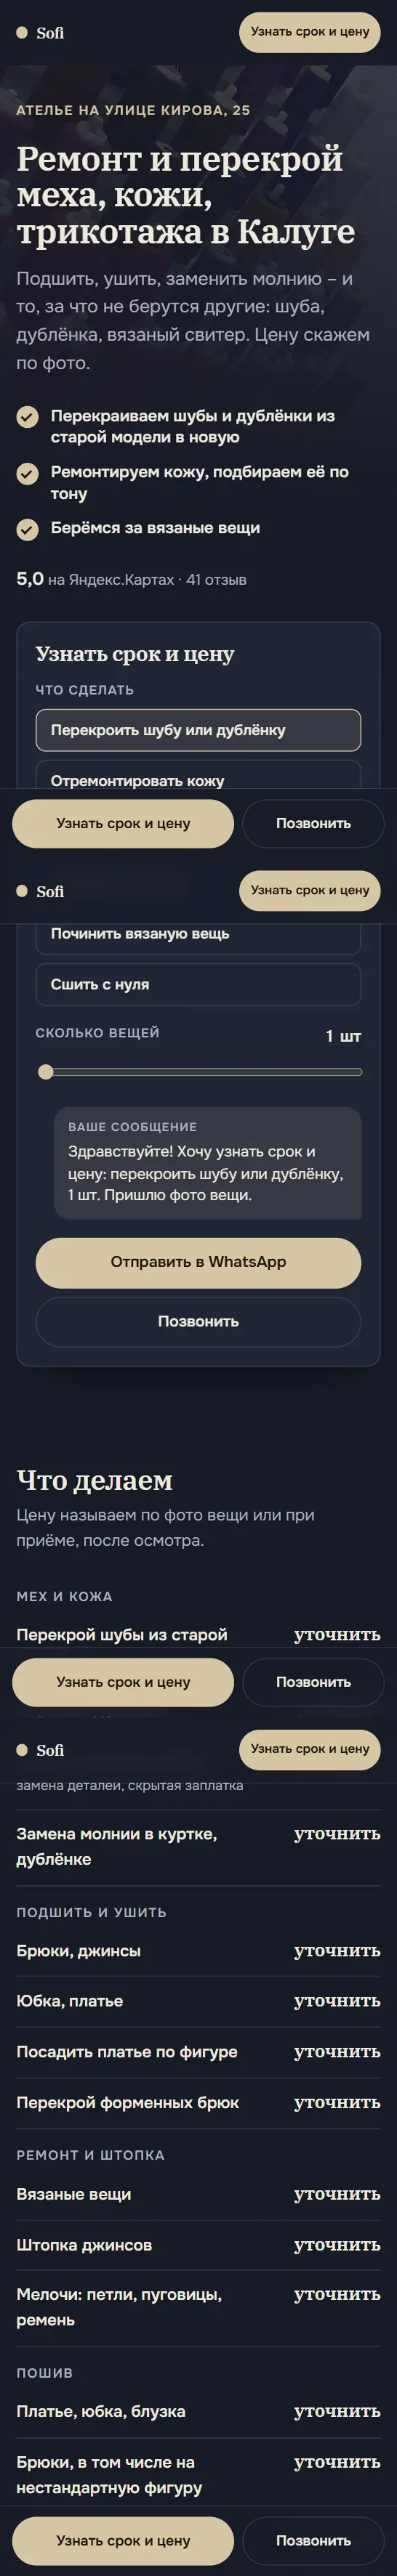 Sofi
Узнать срок и цену
АТЕЛЬЕ НА УЛИЦЕ КИРОВА, 25
Ремонт и перекрой
меха, кожи,
трикотажа в Калуге
Подшить, ушить, заменить молнию – и
то, за что не берутся другие: шуба,
дублёнка, вязаный свитер. Цену скажем
по фото.
Перекраиваем шубы и дублёнки из
старой модели в новую
Ремонтируем кожу, подбираем её по
тону
Берёмся за вязаные вещи
5,0 на Яндекс.Картах · 41 отзыв
Узнать срок и цену
ЧТО СДЕЛАТЬ
Перекроить шубу или дублёнку
Отремонтировать кожу
Узнать срок и цену
Позвонить
Sofi
Узнать срок и цену
Починить вязаную вещь
Сшить с нуля
СКОЛЬКО ВЕЩЕЙ
1 шт
ВАШЕ СООБЩЕНИЕ
Здравствуйте! Хочу узнать срок и
цену: перекроить шубу или дублёнку,
1 шт. Пришлю фото вещи.
Отправить в WhatsApp
Позвонить
Что делаем
Цену называем по фото вещи или при
приёме, после осмотра.
МЕХ И КОЖА
Перекрой шубы из старой
уточнить
Узнать срок и цену
Позвонить
Sofi
Узнать срок и цену
замена деталей, скрытая заплатка
Замена молнии в куртке,
дублёнке
уточнить
ПОДШИТЬ И УШИТЬ
Брюки, джинсы
уточнить
Юбка, платье
уточнить
Посадить платье по фигуре
уточнить
Перекрой форменных брюк
уточнить
РЕМОНТ И ШТОПКА
Вязаные вещи
уточнить
Штопка джинсов
уточнить
Мелочи: петли, пуговицы,
ремень
уточнить
ПОШИВ
Платье, юбка, блузка
уточнить
Брюки, в том числе на
нестандартную фигуру
уточнить
Узнать срок и цену
Позвонить